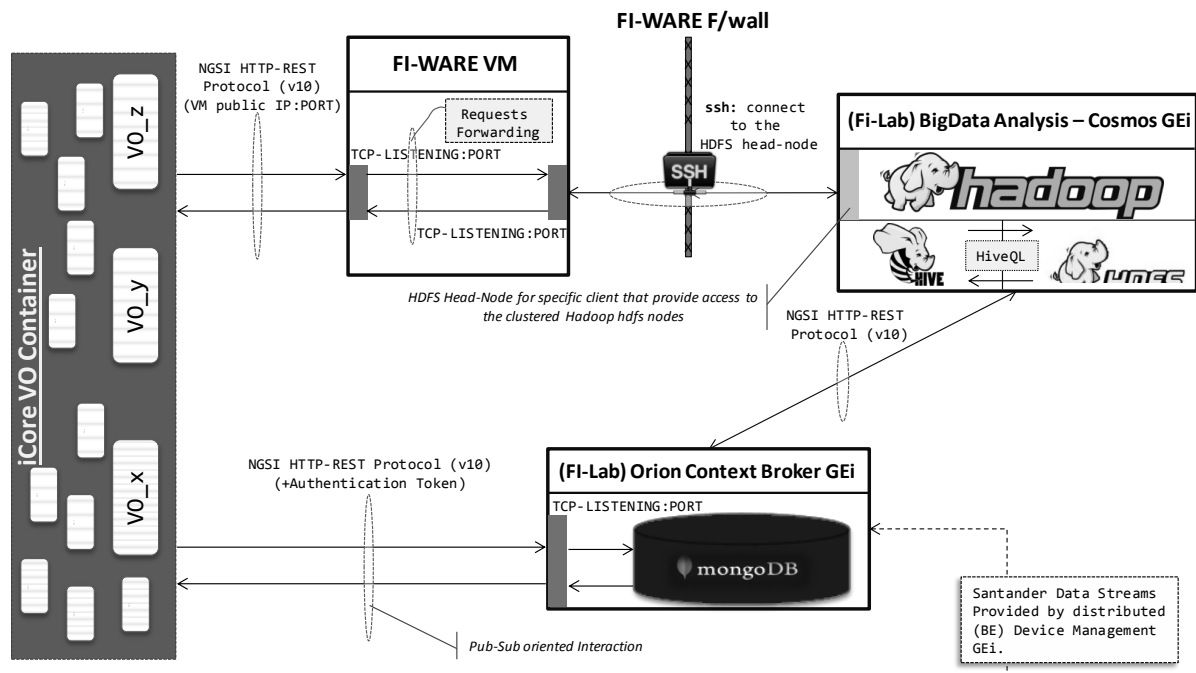 FI-WARE F/wall
NGSI HTTP-REST
Protocol (v10)
(VM public IP:PORT)
FI-WARE VM
Requests
Forwarding
TCP-LISTENING:PORT
TCP-LISTENING:PORT
ssh: connect
to the
HDFS head-node
SSH
(Fi-Lab) BigData Analysis – Cosmos GEi
hadoop
HIVE
HiveQL
HDFS
HDFS Head-Node for specific client that provide access to
the clustered Hadoop hdfs nodes
NGSI HTTP-REST
Protocol (v10)
iCore VO Container
VO_z
VO_y
VO_x
NGSI HTTP-REST Protocol (v10)
(+Authentication Token)
Pub-Sub oriented Interaction
(FI-Lab) Orion Context Broker GEi
TCP-LISTENING:PORT
mongoDB
Santander Data Streams
Provided by distributed
(BE) Device Management
GEi.